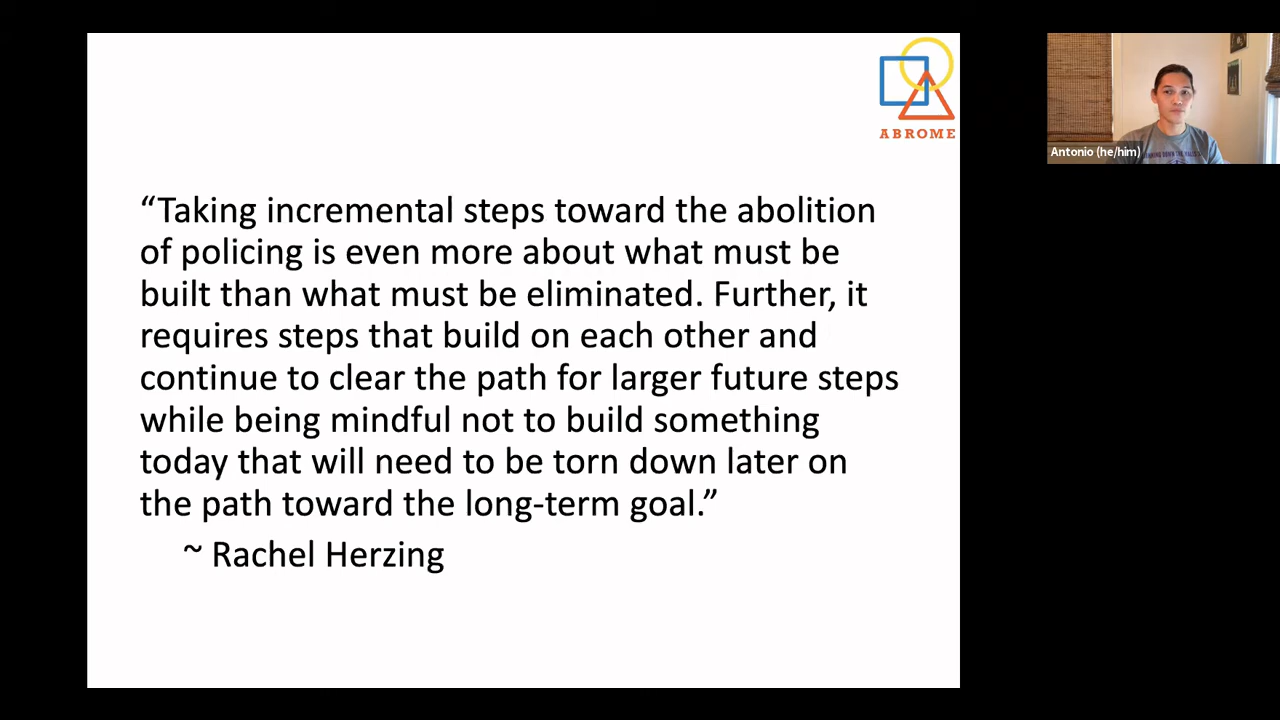 ABROME
“Taking incremental steps toward the abolition
of policing is even more about what must be
built than what must be eliminated. Further, it
requires steps that build on each other and
continue to clear the path for larger future steps
while being mindful not to build something
today that will need to be torn down later on
the path toward the long-term goal.”
~ Rachel Herzing
Antonio (he/him)